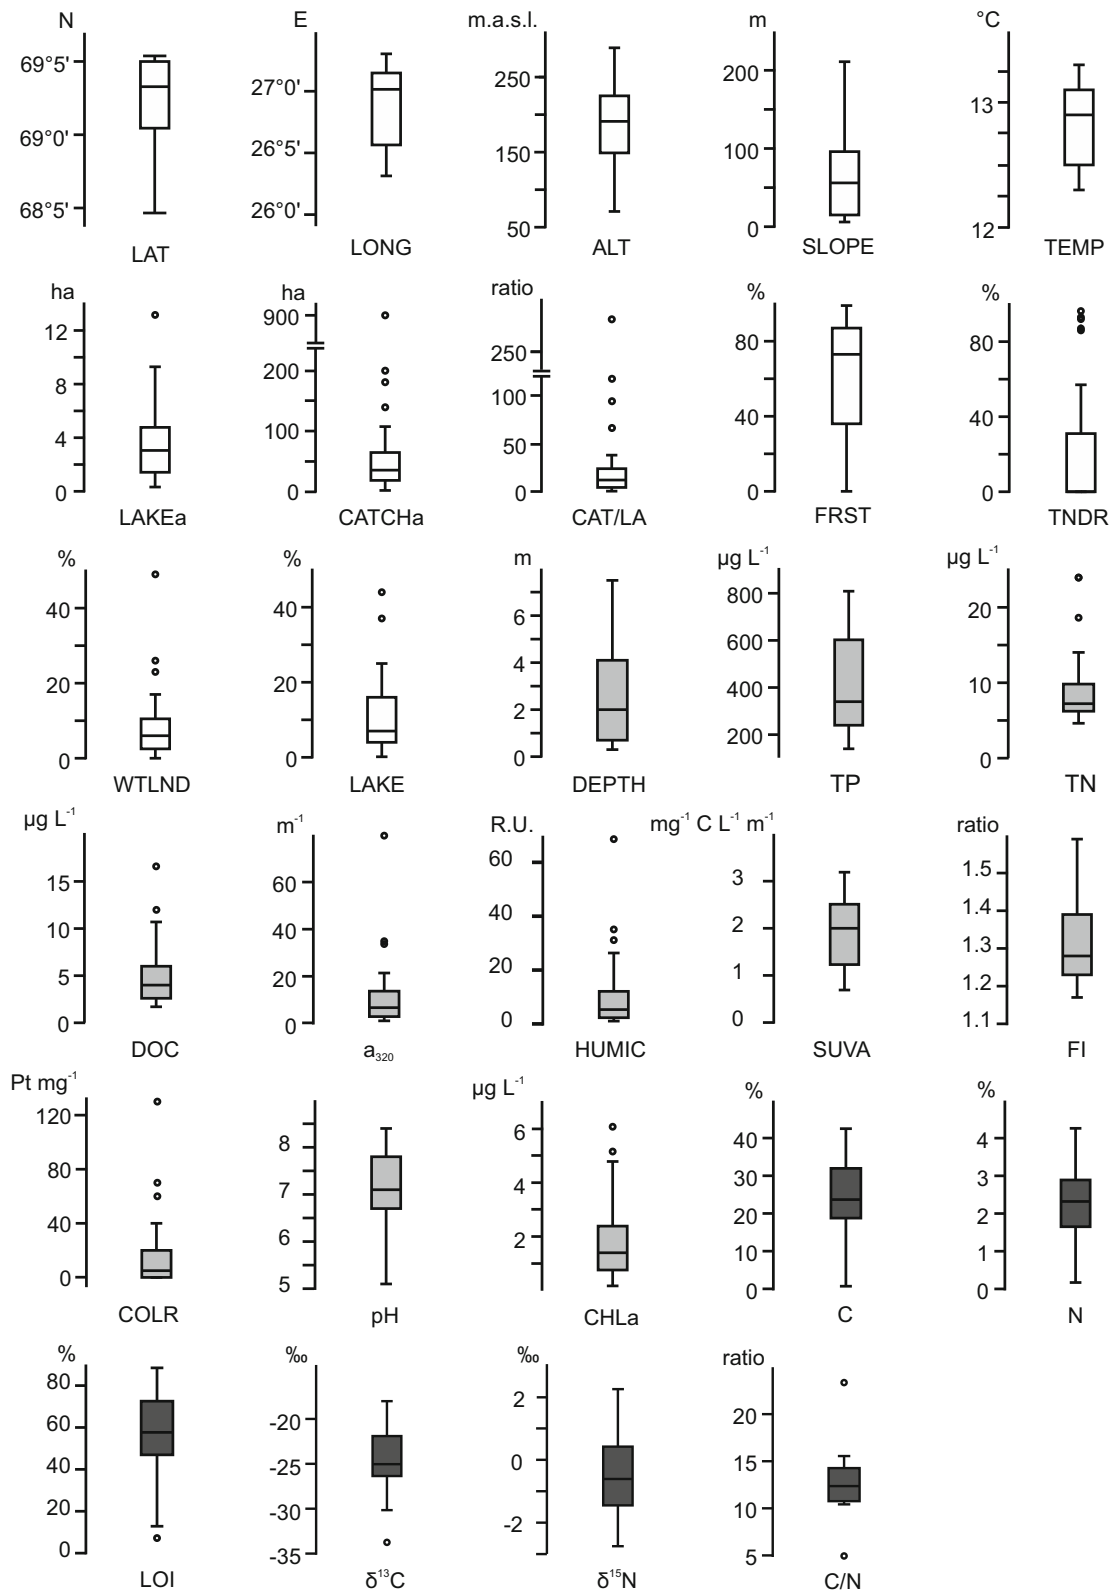 N E m.a.s.l. m °C
69°5' 27°0' 250 200 13
69°0' 26°5' 150 100
68°5' 26°0' 50 0 12
LAT LONG ALT SLOPE TEMP
ha ha ratio % %
12 900 250 80 80
8 200 100 40 40
4 100 50
0 0 0 0 0
LAKEa CATCHa CAT/LA FRST TNDR
% % m µg L⁻¹ µg L⁻¹
40 40 6 800 20
20 20 4 600 10
0 0 2 400 0
0 200
WTLND LAKE DEPTH TP TN
µg L⁻¹ m⁻¹ R.U. mg⁻¹ C L⁻¹ m⁻¹ ratio
15 60 60 3 1.5
10 40 40 2 1.4
5 20 20 1 1.3
0 0 0 0 1.2
1.1
DOC a₃₂₀ HUMIC SUVA FI
Pt mg⁻¹ µg L⁻¹ % %
120 8 6 40 4
80 7 4 30 3
40 6 2 20 2
0 5 10 1
0 0
COLR pH CHLa C N
% ‰ ‰ ratio
80 -20 2 20
60 -25 0 15
40 -30 -2 10
20 -35 5
0
LOI δ¹³C δ¹⁵N C/N